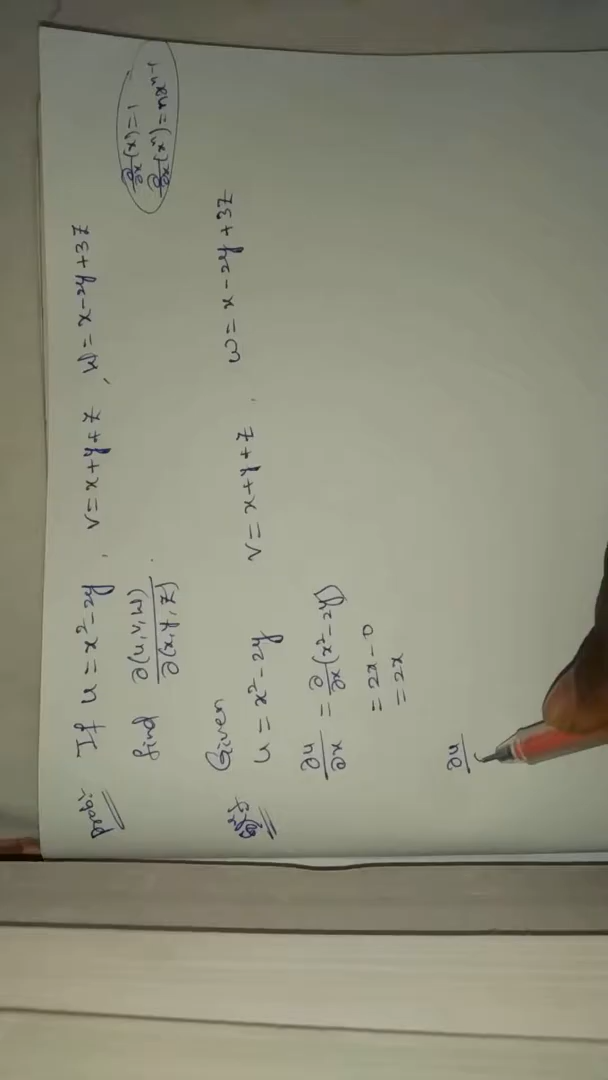 prob:- If u = x² - 2y , v = x+y+z , w = x-2y+3z
find ∂(u,v,w)/∂(x,y,z) .
∂/∂x (x) = 1
∂/∂x (xⁿ) = nxⁿ⁻¹
Given
u = x² - 2y v = x+y+z , w = x - 2y + 3z
∂u/∂x = ∂/∂x (x² - 2y)
= 2x - 0
= 2x
∂u